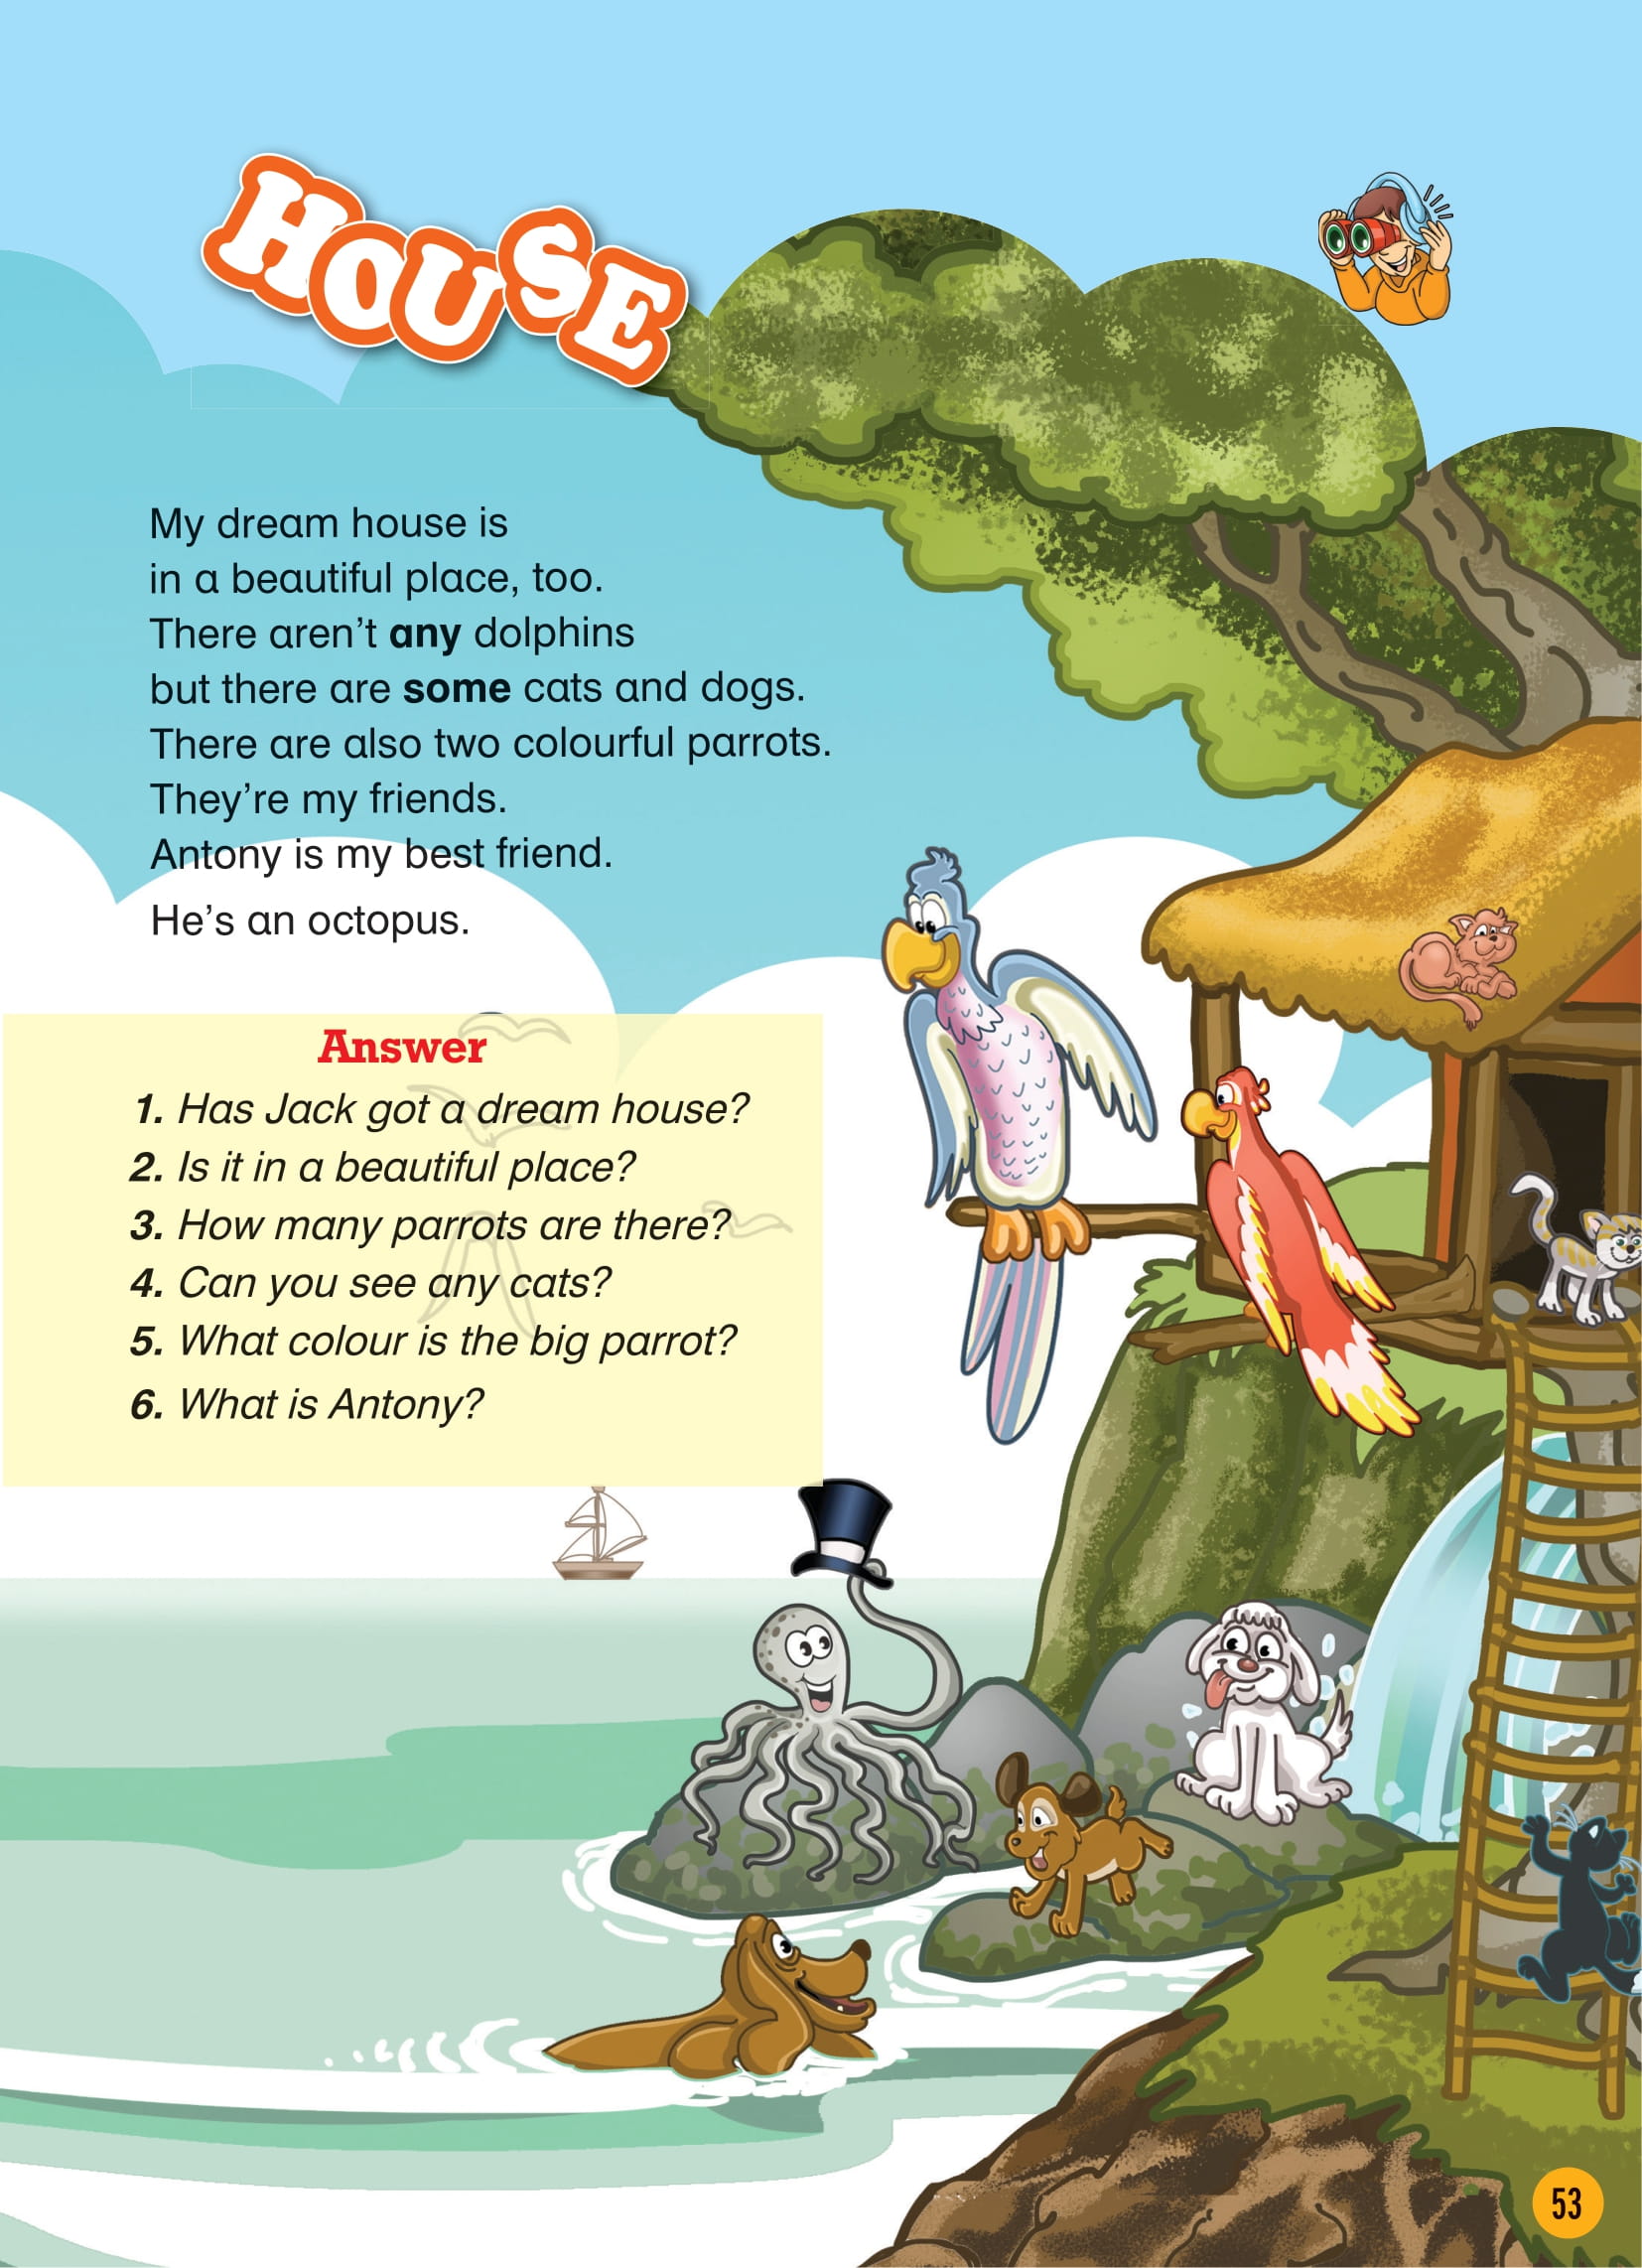 HOUSE
My dream house is
in a beautiful place, too.
There aren't any dolphins
but there are some cats and dogs.
There are also two colourful parrots.
They're my friends.
Antony is my best friend.
He's an octopus.
Answer
1. Has Jack got a dream house?
2. Is it in a beautiful place?
3. How many parrots are there?
4. Can you see any cats?
5. What colour is the big parrot?
6. What is Antony?
53